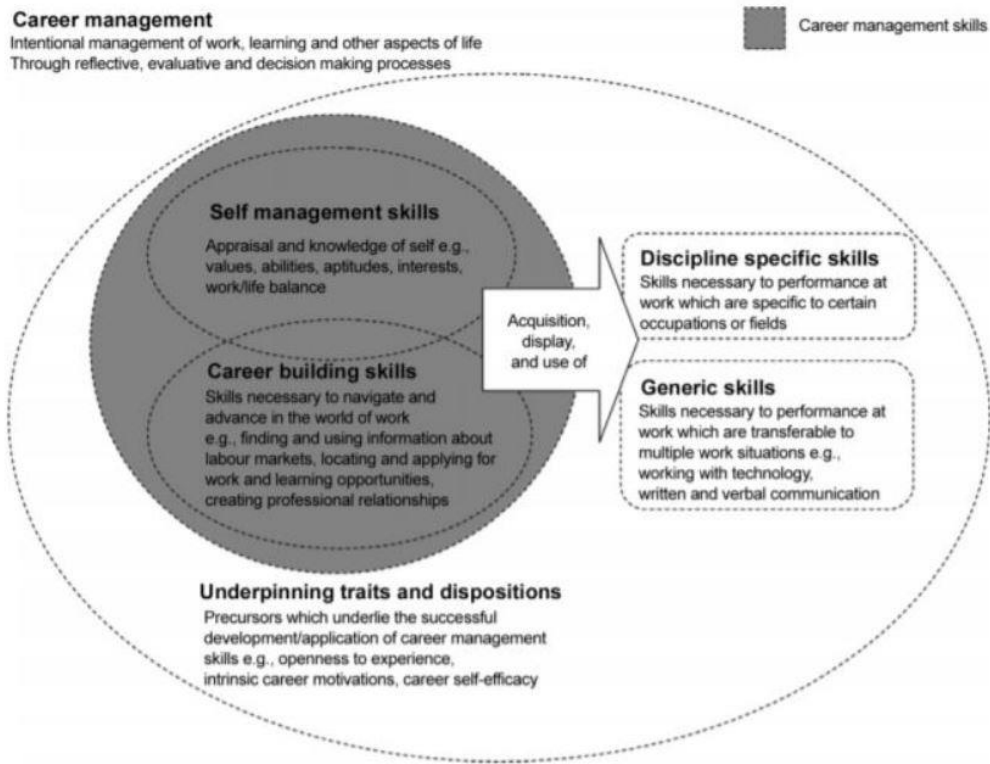 Career management
Intentional management of work, learning and other aspects of life
Through reflective, evaluative and decision making processes
Career management skills
Self management skills
Appraisal and knowledge of self e.g.,
values, abilities, aptitudes, interests,
work/life balance
Career building skills
Skills necessary to navigate and
advance in the world of work
e.g., finding and using information about
labour markets, locating and applying for
work and learning opportunities,
creating professional relationships
Acquisition,
display,
and use of
Discipline specific skills
Skills necessary to performance at
work which are specific to certain
occupations or fields
Generic skills
Skills necessary to performance at
work which are transferable to
multiple work situations e.g.,
working with technology,
written and verbal communication
Underpinning traits and dispositions
Precursors which underlie the successful
development/application of career management
skills e.g., openness to experience,
intrinsic career motivations, career self-efficacy